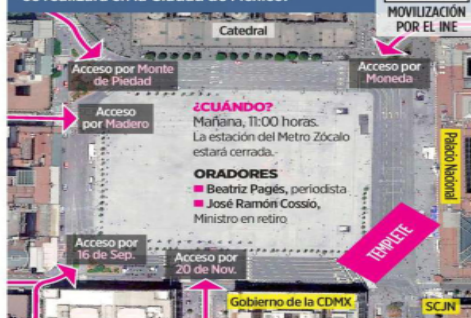 MOVILIZACIÓN
POR EL INE
Catedral
Acceso por Monte
de Piedad
Acceso por
Moneda
Acceso
por Madero
¿CUÁNDO?
Mañana, 11:00 horas.
La estación del Metro Zócalo
estará cerrada.
ORADORES
Beatriz Pagés, periodista
José Ramón Cossío,
Ministro en retiro
Palacio Nacional
TEMPLETE
Acceso por
16 de Sep.
Acceso por
20 de Nov.
Gobierno de la CDMX
SCJN